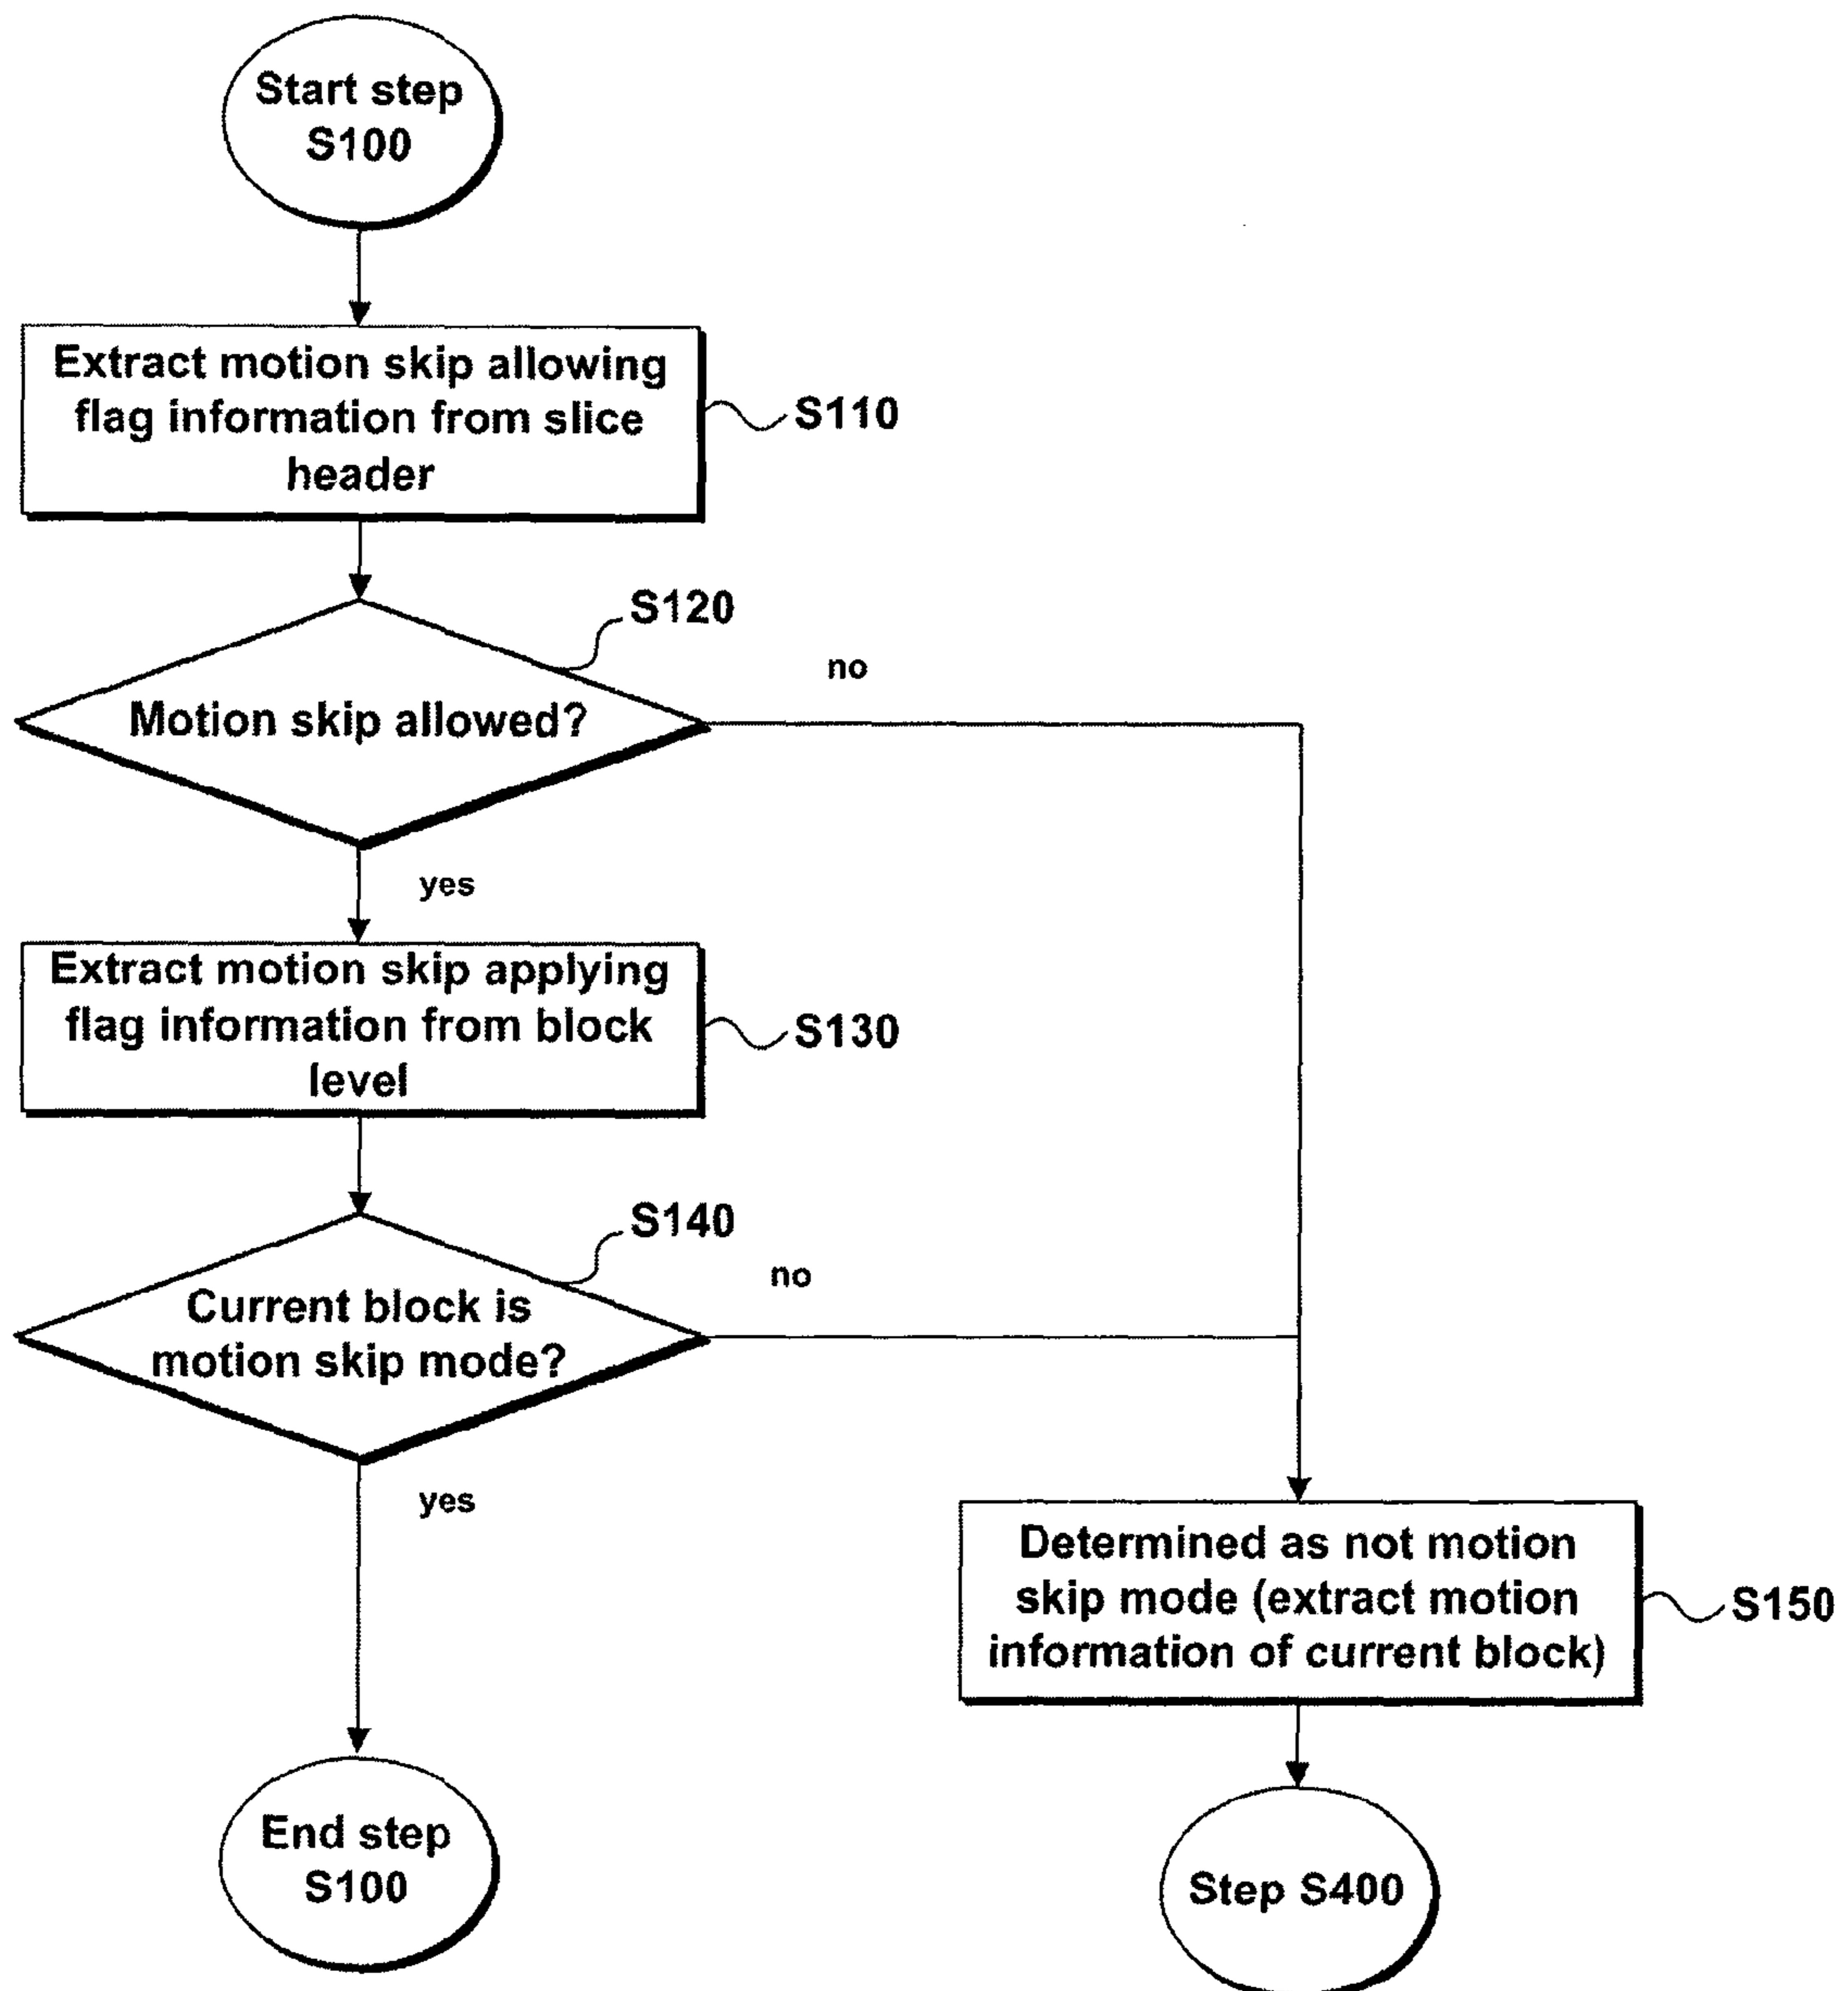 Start step
S100
Extract motion skip allowing
flag information from slice
header
S110
S120
no
Motion skip allowed?
yes
Extract motion skip applying
flag information from block
level
S130
S140
no
Current block is
motion skip mode?
yes
Determined as not motion
skip mode (extract motion
information of current block)
S150
End step
S100
Step S400